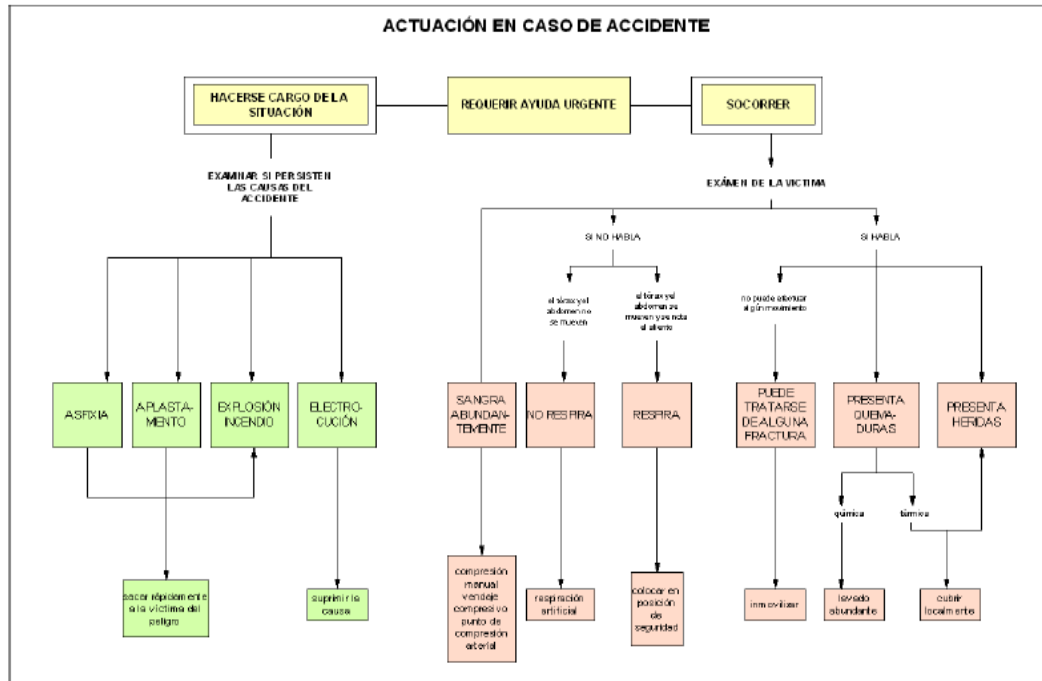 ACTUACIÓN EN CASO DE ACCIDENTE
HACERSE CARGO DE LA
SITUACIÓN
REQUERIR AYUDA URGENTE
SOCORRER
EXAMINAR SI PERSISTEN
LAS CAUSAS DEL
ACCIDENTE
EXÁMEN DE LA VICTIMA
SI NO HABLA
SI HABLA
el tórax y el
abdomen no
se mueven
el tórax y el
abdomen se
mueven y se nota
el aliento
no puede efectuar
algún movimiento
ASFIXIA
APLASTA-
MIENTO
EXPLOSIÓN
INCENDIO
ELECTRO-
CUCIÓN
SANGRA
ABUNDAN-
TEMENTE
NO RESPIRA
RESPIRA
PUEDE
TRATARSE
DE ALGUNA
FRACTURA
PRESENTA
QUEMA-
DURAS
PRESENTA
HERIDAS
química
térmica
sacar rápidamente
a la víctima del
peligro
suprimir la
causa
compresión
manual
vendaje
compresivo
punto de
compresión
arterial
respiración
artificial
colocar en
posición
de
seguridad
inmovilizar
lavado
abundante
cubrir
localmente